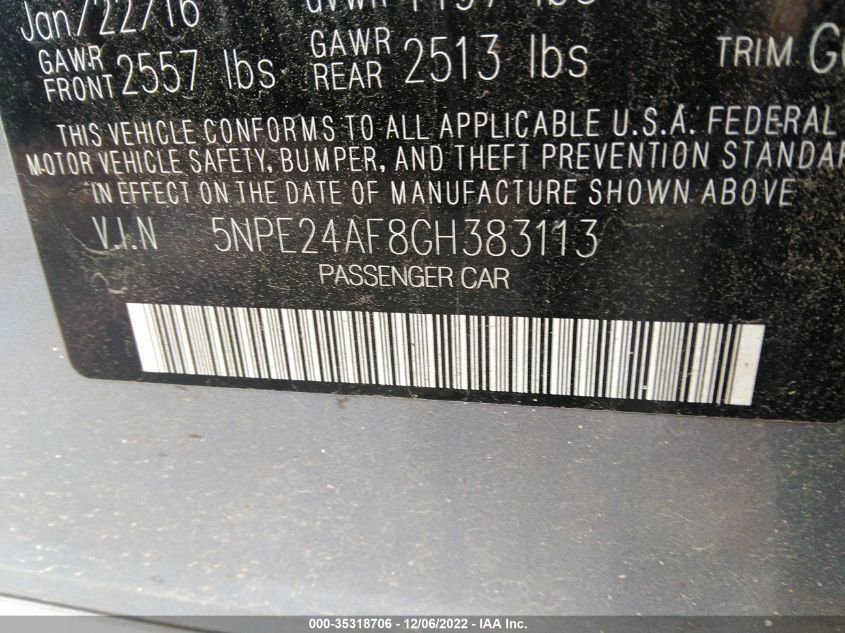 Jan/22/16
GAWR FRONT 2557 lbs GAWR REAR 2513 lbs TRIM
THIS VEHICLE CONFORMS TO ALL APPLICABLE U.S.A. FEDERAL
MOTOR VEHICLE SAFETY, BUMPER, AND THEFT PREVENTION
IN EFFECT ON THE DATE OF MANUFACTURE SHOWN ABOVE
V.I.N 5NPE24AF8GH383113
PASSENGER CAR
000-35318706 - 12/06/2022 - IAA Inc.